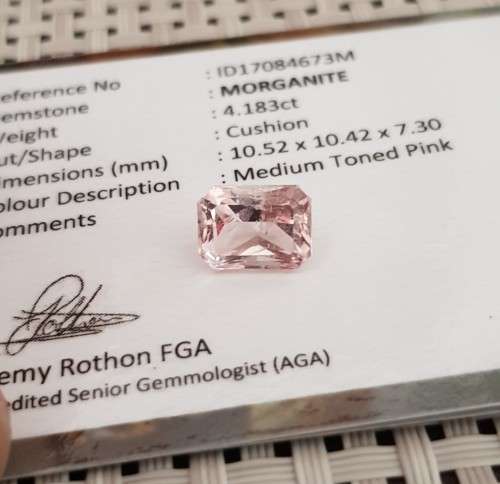 eference No : ID17084673M
emstone : MORGANITE
eight : 4.183ct
ut/Shape : Cushion
imensions (mm) : 10.52 x 10.42 x 7.30
olour Description : Medium Toned Pink
omments
emy Rothon FGA
edited Senior Gemmologist (AGA)